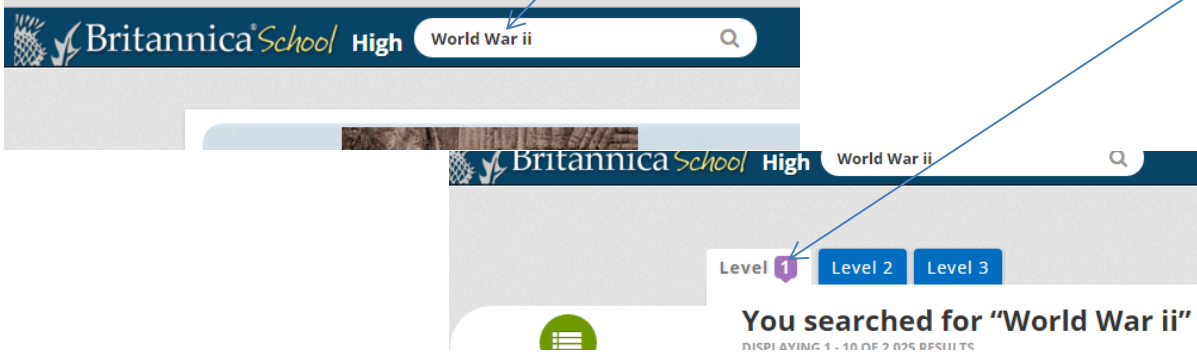 Britannica® School High World War ii
Britannica School High World War ii
Level 1 Level 2 Level 3
You searched for “World War ii”
DISPLAYING 1 - 10 OF 2,025 RESULTS